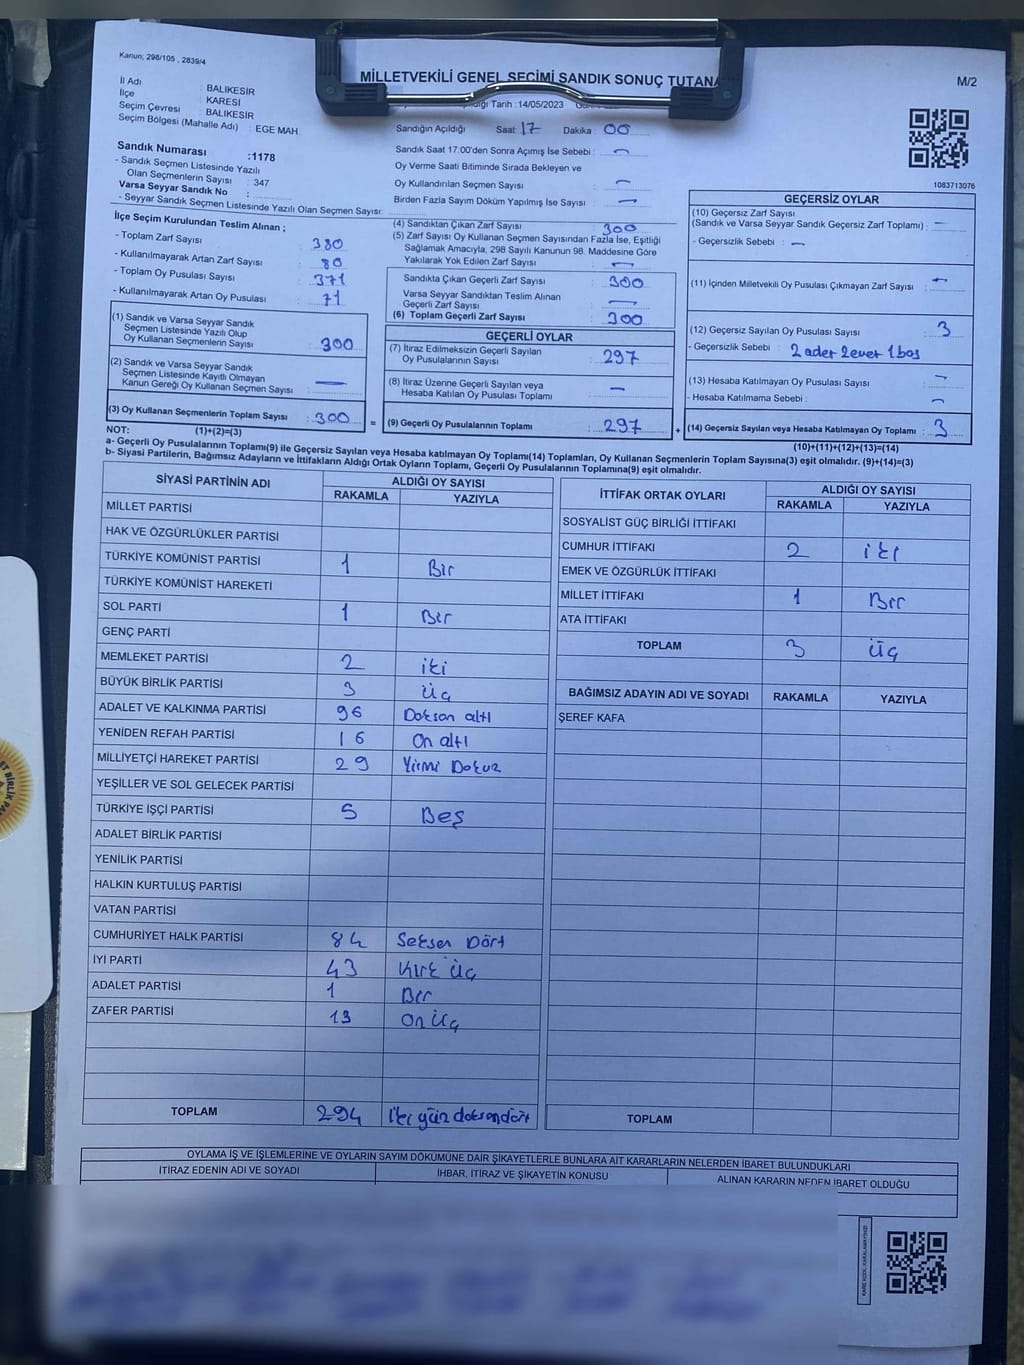 Kanun; 298/105 , 2839/4
MİLLETVEKİLİ GENEL SEÇİMİ SANDIK SONUÇ TUTANA
M/2
İl Adı : BALIKESİR
İlçe : KARESİ
Seçim Çevresi : BALIKESİR
Seçim Bölgesi (Mahalle Adı) : EGE MAH.
Tarih : 14/05/2023
Sandığın Açıldığı Saat : 17 Dakika : 00
Sandık Saat 17:00'den Sonra Açımış İse Sebebi : —
Oy Verme Saati Bitiminde Sırada Bekleyen ve
Oy Kullandırılan Seçmen Sayısı : —
Birden Fazla Sayım Döküm Yapılmış İse Sayısı : —
Sandık Numarası :1178
- Sandık Seçmen Listesinde Yazılı
Olan Seçmenlerin Sayısı : 347
Varsa Seyyar Sandık No :
- Seyyar Sandık Seçmen Listesinde Yazılı Olan Seçmen Sayısı:
1083713076
İlçe Seçim Kurulundan Teslim Alınan ;
- Toplam Zarf Sayısı : 380
- Kullanılmayarak Artan Zarf Sayısı : 80
- Toplam Oy Pusulası Sayısı : 371
- Kullanılmayarak Artan Oy Pusulası : 71
(1) Sandık ve Varsa Seyyar Sandık
Seçmen Listesinde Yazılı Olup
Oy Kullanan Seçmenlerin Sayısı : 300
(2) Sandık ve Varsa Seyyar Sandık
Seçmen Listesinde Kayıtlı Olmayan
Kanun Gereği Oy Kullanan Seçmen Sayısı : —
(3) Oy Kullanan Seçmenlerin Toplam Sayısı : 300 =
(4) Sandıktan Çıkan Zarf Sayısı : 300
(5) Zarf Sayısı Oy Kullanan Seçmen Sayısından Fazla İse, Eşitliği
Sağlamak Amacıyla, 298 Sayılı Kanunun 98. Maddesine Göre
Yakılarak Yok Edilen Zarf Sayısı : —
Sandıkta Çıkan Geçerli Zarf Sayısı : 300
Varsa Seyyar Sandıktan Teslim Alınan
Geçerli Zarf Sayısı : —
(6) Toplam Geçerli Zarf Sayısı : 300
GEÇERLİ OYLAR
(7) İtiraz Edilmeksizin Geçerli Sayılan
Oy Pusulalarının Sayısı : 297
(8) İtiraz Üzerine Geçerli Sayılan veya
Hesaba Katılan Oy Pusulası Toplamı : —
(9) Geçerli Oy Pusulalarının Toplamı : 297 +
GEÇERSİZ OYLAR
(10) Geçersiz Zarf Sayısı
(Sandık ve Varsa Seyyar Sandık Geçersiz Zarf Toplamı) : —
- Geçersizlik Sebebi : —
(11) İçinden Milletvekili Oy Pusulası Çıkmayan Zarf Sayısı : —
(12) Geçersiz Sayılan Oy Pusulası Sayısı : 3
- Geçersizlik Sebebi : 2 adet 2evet 1 boş
(13) Hesaba Katılmayan Oy Pusulası Sayısı : —
- Hesaba Katılmama Sebebi : —
(14) Geçersiz Sayılan veya Hesaba Katılmayan Oy Toplamı : 3
NOT: (1)+(2)=(3)
(10)+(11)+(12)+(13)=(14)
a- Geçerli Oy Pusulalarının Toplamı(9) ile Geçersiz Sayılan veya Hesaba katılmayan Oy Toplamı(14) Toplamları, Oy Kullanan Seçmenlerin Toplam Sayısına(3) eşit olmalıdır. (9)+(14)=(3)
b- Siyasi Partilerin, Bağımsız Adayların ve İttifakların Aldığı Ortak Oyların Toplamı, Geçerli Oy Pusulalarının Toplamına(9) eşit olmalıdır.
SİYASİ PARTİNİN ADI ALDIĞI OY SAYISI
RAKAMLA YAZIYLA
MİLLET PARTİSİ
HAK VE ÖZGÜRLÜKLER PARTİSİ
TÜRKİYE KOMÜNİST PARTİSİ 1 Bir
TÜRKİYE KOMÜNİST HAREKETİ
SOL PARTİ 1 Bir
GENÇ PARTİ
MEMLEKET PARTİSİ 2 iki
BÜYÜK BİRLİK PARTİSİ 3 üç
ADALET VE KALKINMA PARTİSİ 96 Doksan altı
YENİDEN REFAH PARTİSİ 16 On altı
MİLLİYETÇİ HAREKET PARTİSİ 29 Yirmi Dokuz
YEŞİLLER VE SOL GELECEK PARTİSİ
TÜRKİYE İŞÇİ PARTİSİ 5 Beş
ADALET BİRLİK PARTİSİ
YENİLİK PARTİSİ
HALKIN KURTULUŞ PARTİSİ
VATAN PARTİSİ
CUMHURİYET HALK PARTİSİ 84 Seksen Dört
İYİ PARTİ 43 Kırk üç
ADALET PARTİSİ 1 Bir
ZAFER PARTİSİ 13 On üç
TOPLAM 294 İki yüz doksandört
İTTİFAK ORTAK OYLARI ALDIĞI OY SAYISI
RAKAMLA YAZIYLA
SOSYALİST GÜÇ BİRLİĞİ İTTİFAKI
CUMHUR İTTİFAKI 2 iki
EMEK VE ÖZGÜRLÜK İTTİFAKI
MİLLET İTTİFAKI 1 Bir
ATA İTTİFAKI
TOPLAM 3 üç
BAĞIMSIZ ADAYIN ADI VE SOYADI RAKAMLA YAZIYLA
ŞEREF KAFA
TOPLAM
OYLAMA İŞ VE İŞLEMLERİNE VE OYLARIN SAYIM DÖKÜMÜNE DAİR ŞİKAYETLERLE BUNLARA AİT KARARLARIN NELERDEN İBARET BULUNDUKLARI
İTİRAZ EDENİN ADI VE SOYADI İHBAR, İTİRAZ VE ŞİKAYETİN KONUSU ALINAN KARARIN NEDEN İBARET OLDUĞU